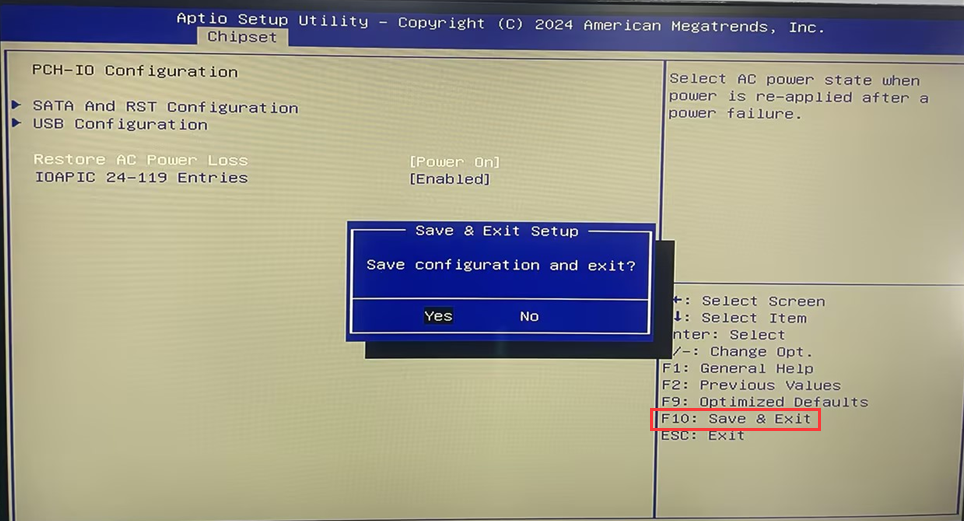 Aptio Setup Utility - Copyright (C) 2024 American Megatrends, Inc.
Chipset
PCH-IO Configuration
SATA And RST Configuration
USB Configuration
Restore AC Power Loss [Power On]
IOAPIC 24-119 Entries [Enabled]
Select AC power state when
power is re-applied after a
power failure.
Save & Exit Setup
Save configuration and exit?
Yes No
: Select Screen
: Select Item
nter: Select
/-: Change Opt.
F1: General Help
F2: Previous Values
F9: Optimized Defaults
F10: Save & Exit
ESC: Exit